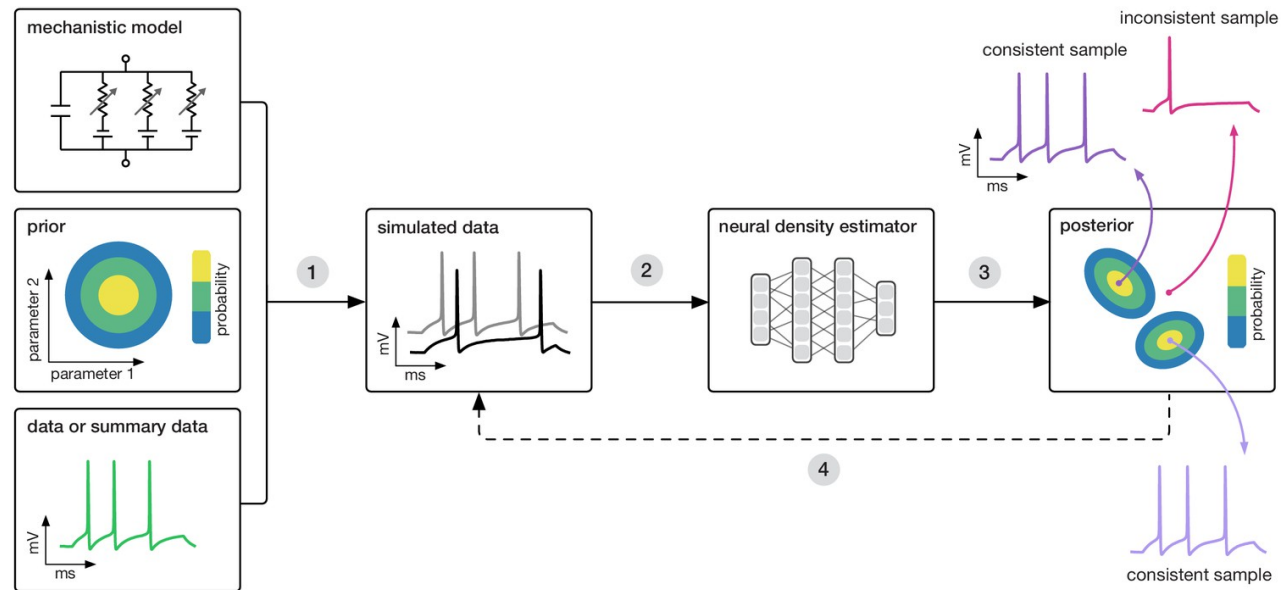 mechanistic model
prior
parameter 2
parameter 1
probability
data or summary data
mV
ms
1
simulated data
mV
ms
2
neural density estimator
3
posterior
probability
4
consistent sample
mV
ms
inconsistent sample
consistent sample